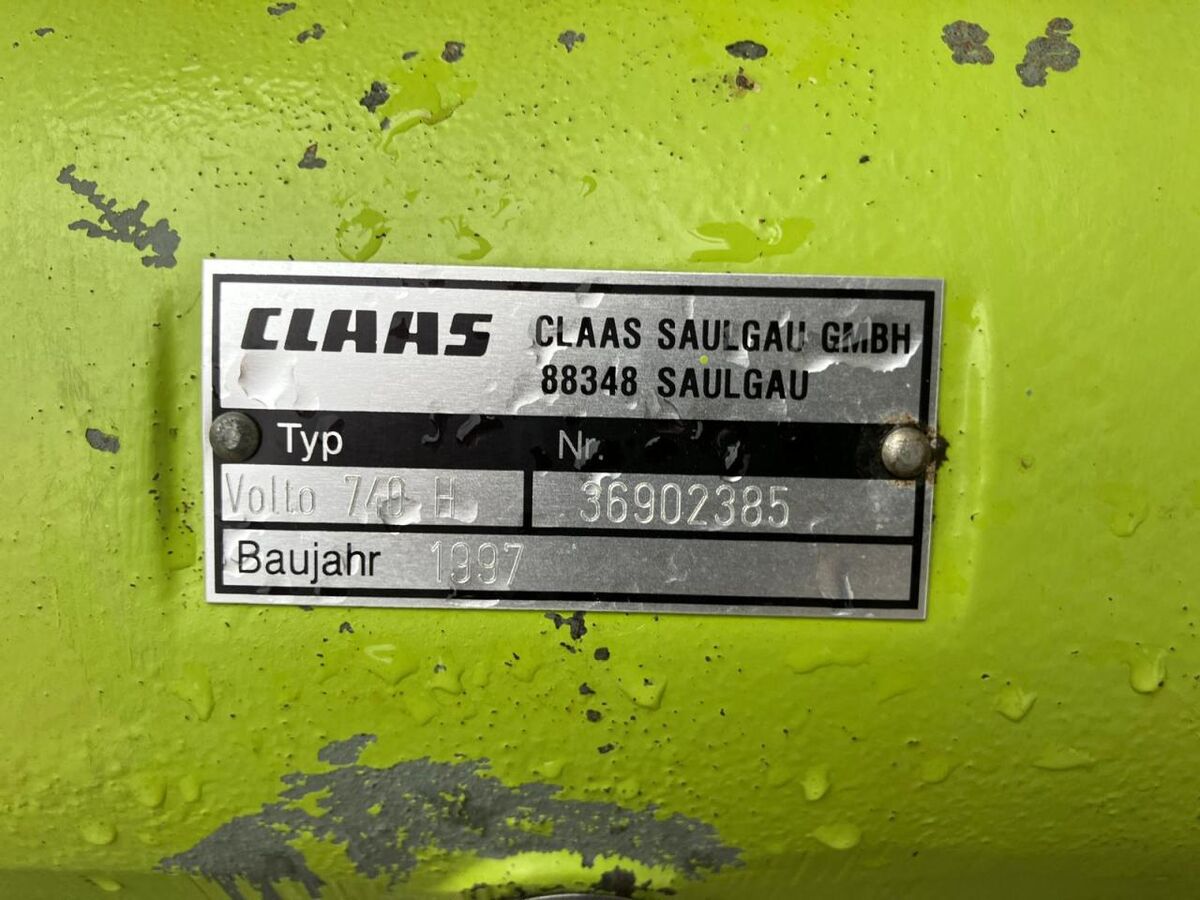 CLAAS
CLAAS SAULGAU GMBH
88348 SAULGAU
Typ Nr.
Volto 740 H 36902385
Baujahr 1997